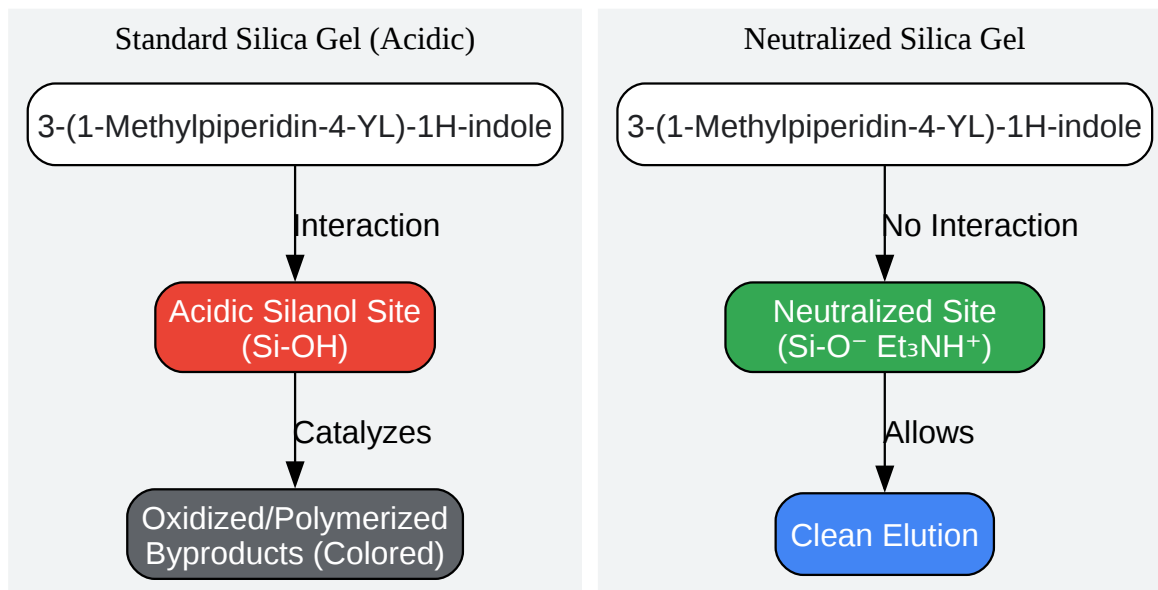 Standard Silica Gel (Acidic)
3-(1-Methylpiperidin-4-YL)-1H-indole
Interaction
Acidic Silanol Site
(Si-OH)
Catalyzes
Oxidized/Polymerized
Byproducts (Colored)
Neutralized Silica Gel
3-(1-Methylpiperidin-4-YL)-1H-indole
No Interaction
Neutralized Site
(Si-O⁻ Et₃NH⁺)
Allows
Clean Elution